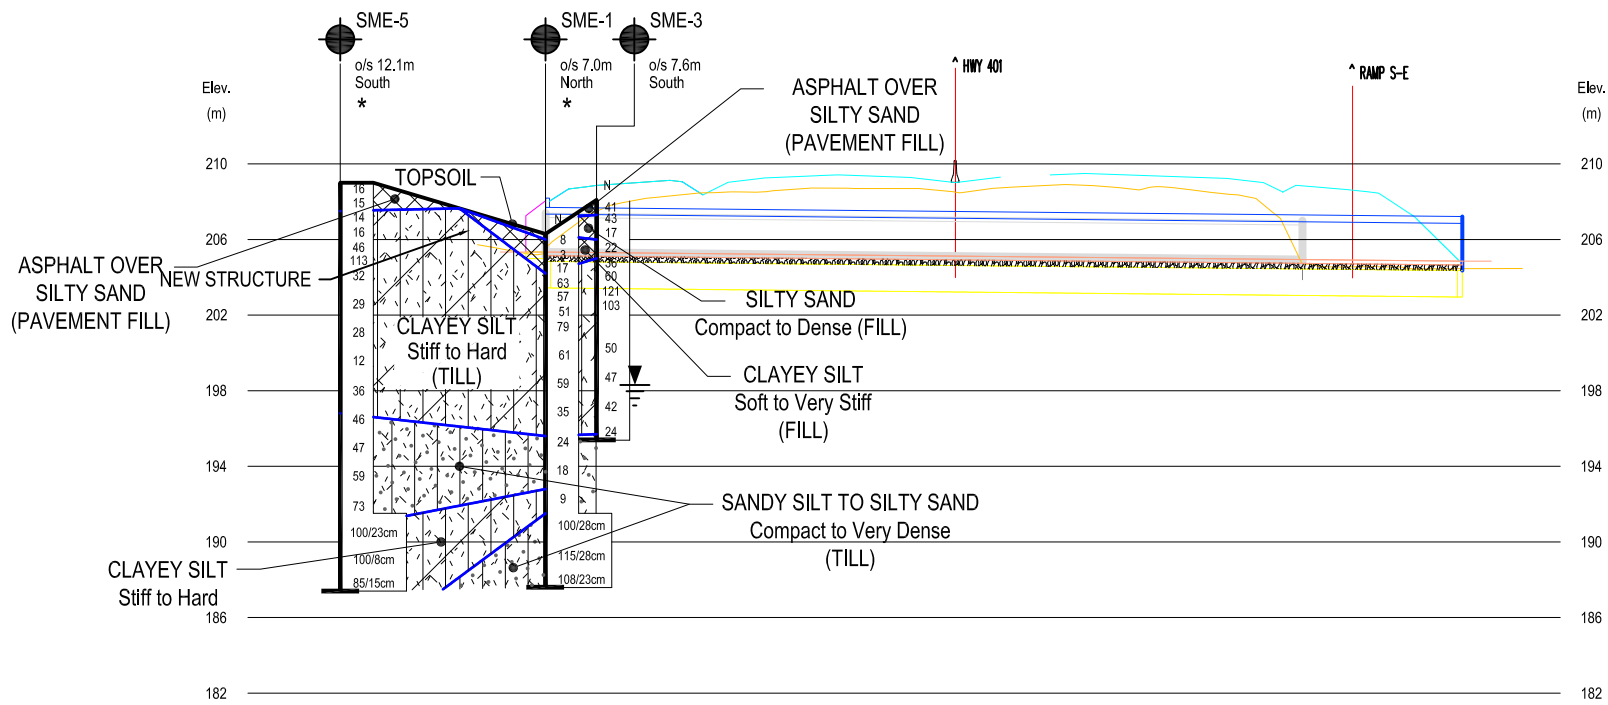 SME-5
SME-1
SME-3
o/s 12.1m
South
*
o/s 7.0m
North
*
o/s 7.6m
South
^ HWY 401
^ RAMP S-E
Elev.
(m)
Elev.
(m)
ASPHALT OVER
SILTY SAND
(PAVEMENT FILL)
210
210
TOPSOIL
206
206
ASPHALT OVER
SILTY SAND
(PAVEMENT FILL)
NEW STRUCTURE
202
202
CLAYEY SILT
Stiff to Hard
(TILL)
SILTY SAND
Compact to Dense (FILL)
CLAYEY SILT
Soft to Very Stiff
(FILL)
198
198
194
194
SANDY SILT TO SILTY SAND
Compact to Very Dense
(TILL)
190
190
CLAYEY SILT
Stiff to Hard
186
186
182
182
16
15
14
16
46
113
32
29
28
12
36
46
47
59
73
100/23cm
100/8cm
85/15cm
N
8
3
17
63
57
51
79
61
59
35
24
18
9
100/28cm
115/28cm
108/23cm
N
41
43
17
22
60
121
103
50
47
42
24